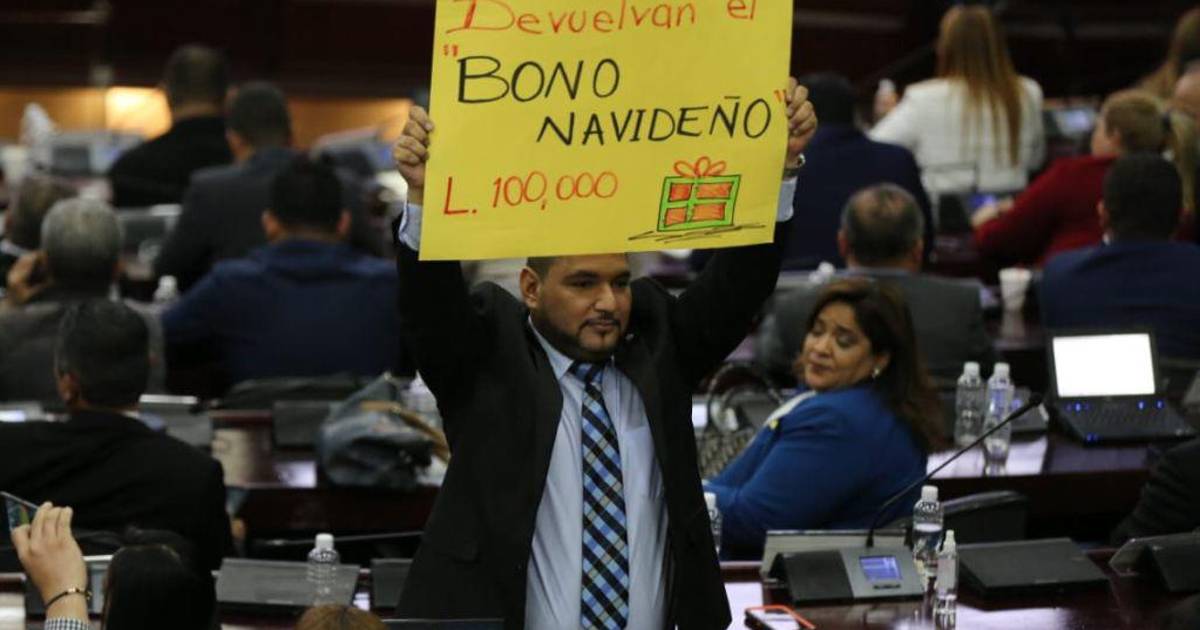 Devuelvan el
"BONO
NAVIDEÑO"
L. 100,000